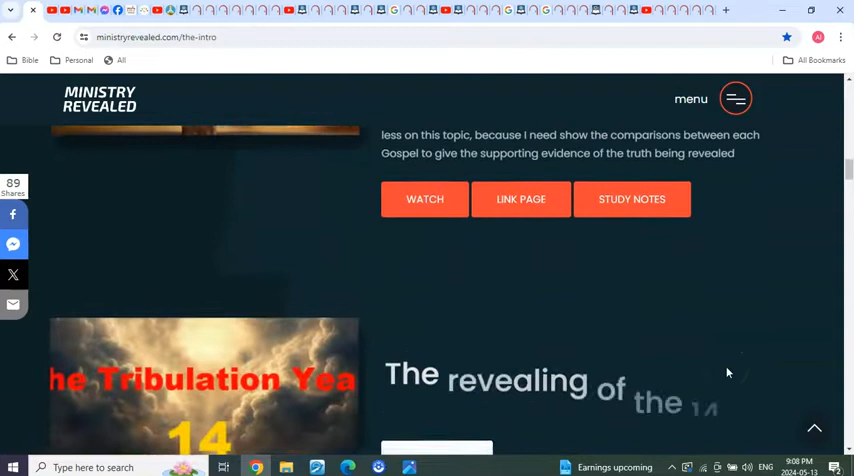 ministryrevealed.com/the-intro
Bible
Personal
All
All Bookmarks
MINISTRY
REVEALED
menu
less on this topic, because I need show the comparisons between each
Gospel to give the supporting evidence of the truth being revealed
89
Shares
WATCH
LINK PAGE
STUDY NOTES
he Tribulation Yea
14
The revealing of the 14
Type here to search
Earnings upcoming
ENG
9:08 PM
2024-05-13
2